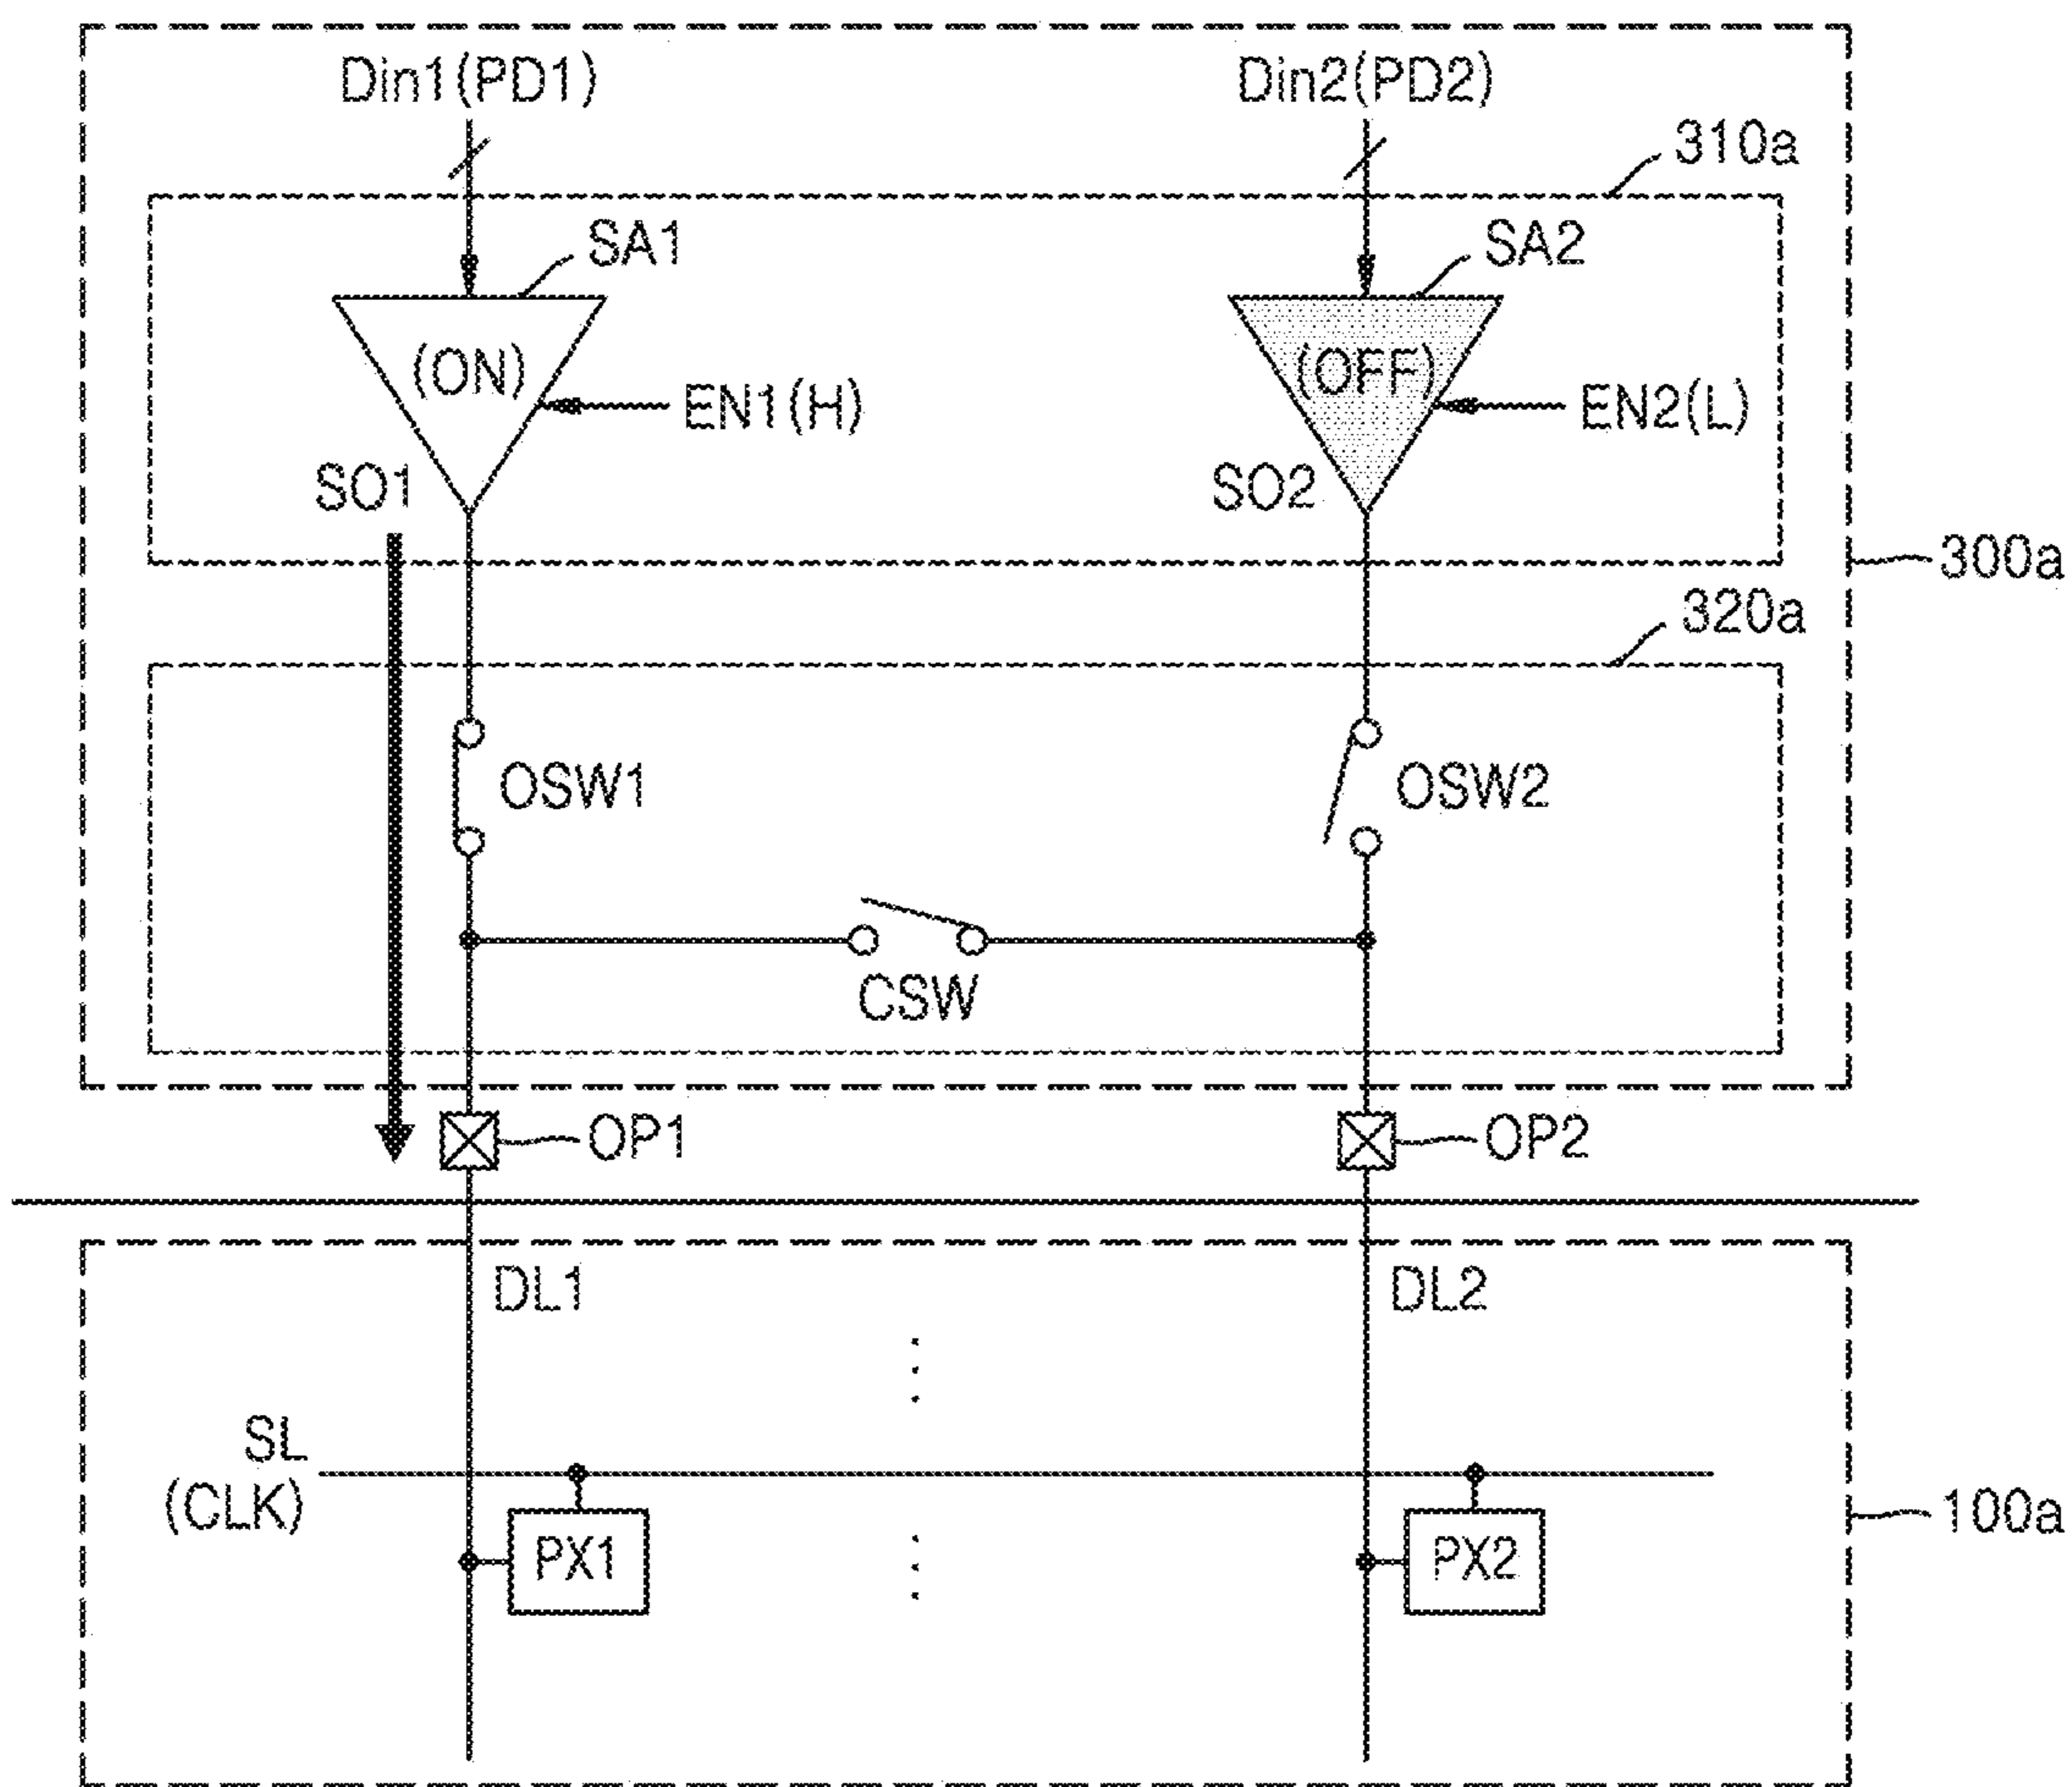 Din1(PD1)
Din2(PD2)
310a
SA1
SA2
(ON)
(OFF)
EN1(H)
EN2(L)
SO1
SO2
300a
320a
OSW1
OSW2
CSW
OP1
OP2
DL1
DL2
SL
(CLK)
PX1
PX2
100a